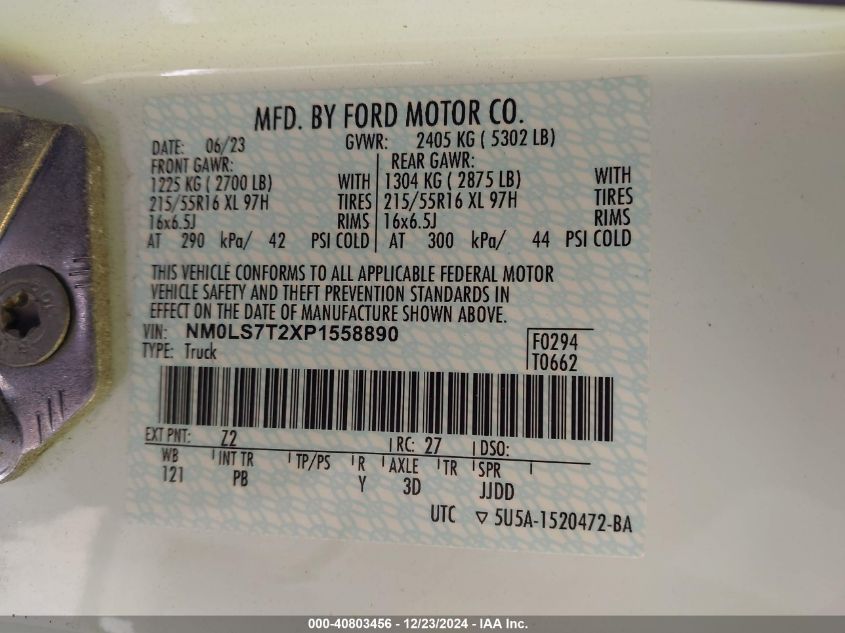 MFD. BY FORD MOTOR CO.
DATE: 06/23 GVWR: 2405 KG ( 5302 LB)
FRONT GAWR: REAR GAWR:
1225 KG ( 2700 LB) WITH 1304 KG ( 2875 LB) WITH
215/55R16 XL 97H TIRES 215/55R16 XL 97H TIRES
16x6.5J RIMS 16x6.5J RIMS
AT 290 kPa/ 42 PSI COLD AT 300 kPa/ 44 PSI COLD
THIS VEHICLE CONFORMS TO ALL APPLICABLE FEDERAL MOTOR
VEHICLE SAFETY AND THEFT PREVENTION STANDARDS IN
EFFECT ON THE DATE OF MANUFACTURE SHOWN ABOVE.
VIN: NM0LS7T2XP1558890
TYPE: Truck
F0294
T0662
EXT PNT: Z2 RC: 27 DSO:
WB INT TR TP/PS R AXLE TR SPR
121 PB Y 3D JJDD
UTC ▽ 5U5A-1520472-BA
000-40803456 - 12/23/2024 - IAA Inc.